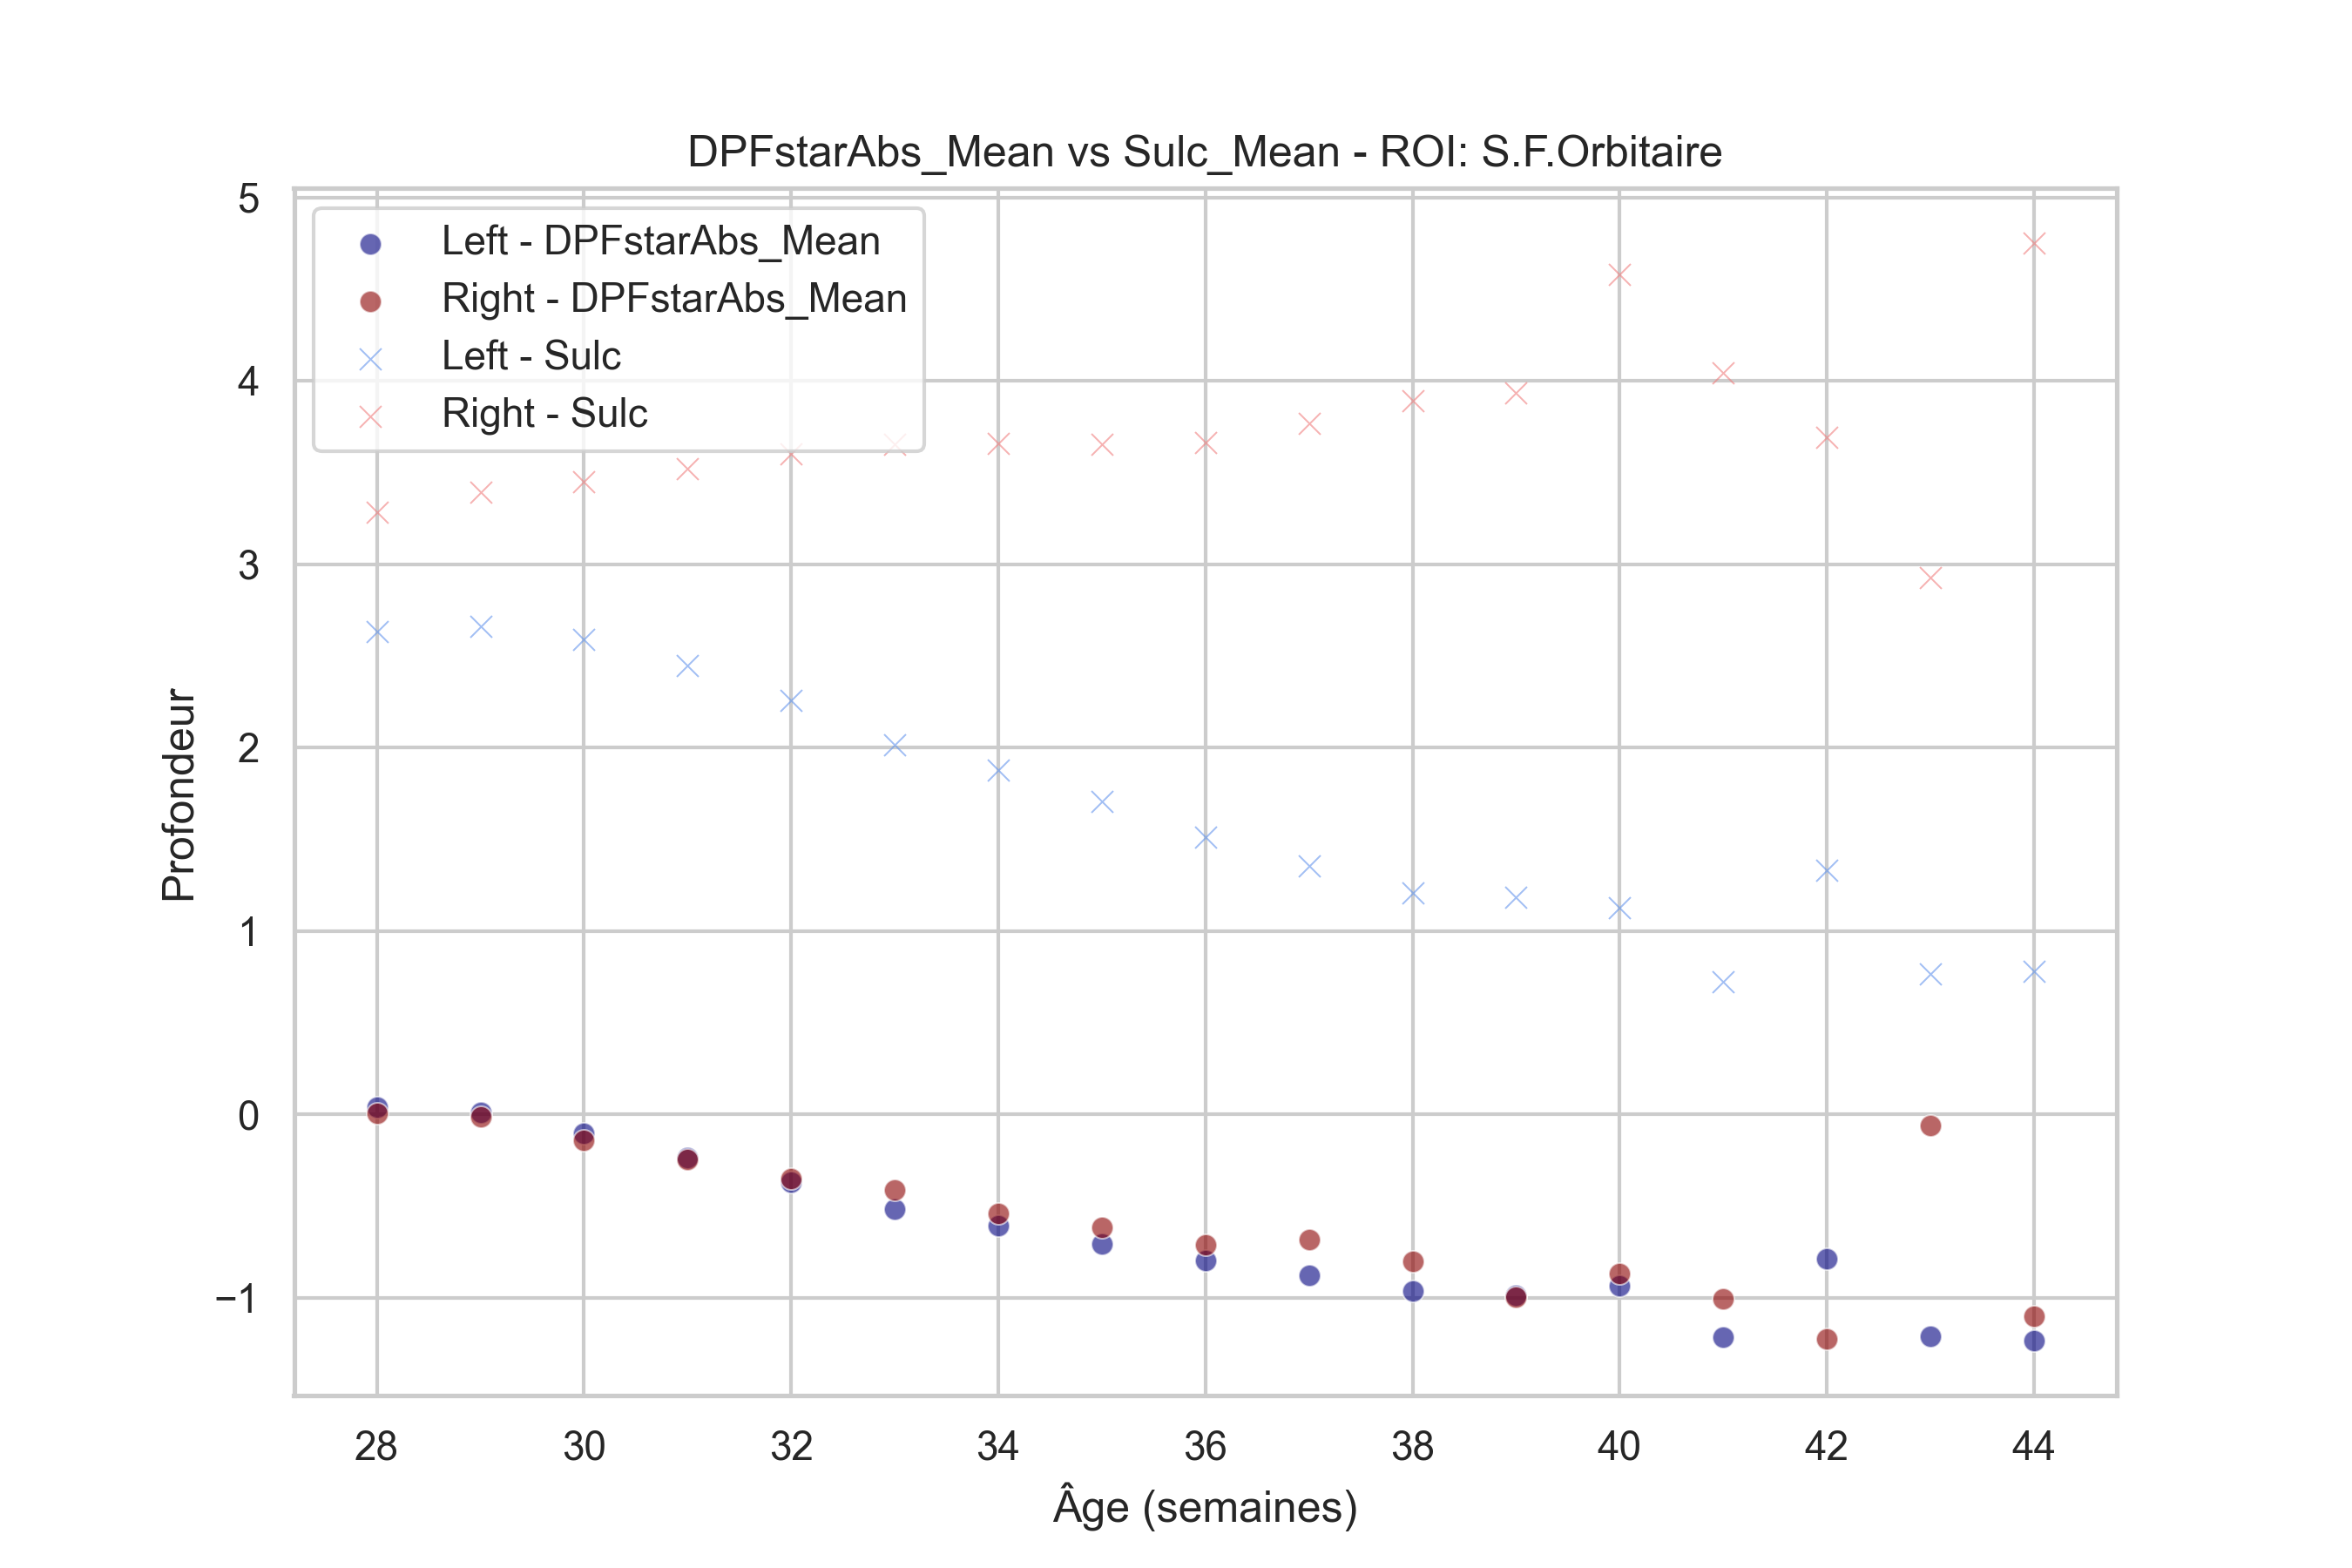 DPFstarAbs_Mean vs Sulc_Mean - ROI: S.F.Orbitaire
5
Left - DPFstarAbs_Mean
Right - DPFstarAbs_Mean
Left - Sulc
Right - Sulc
4
3
2
1
0
−1
Profondeur
28 30 32 34 36 38 40 42 44
Âge (semaines)